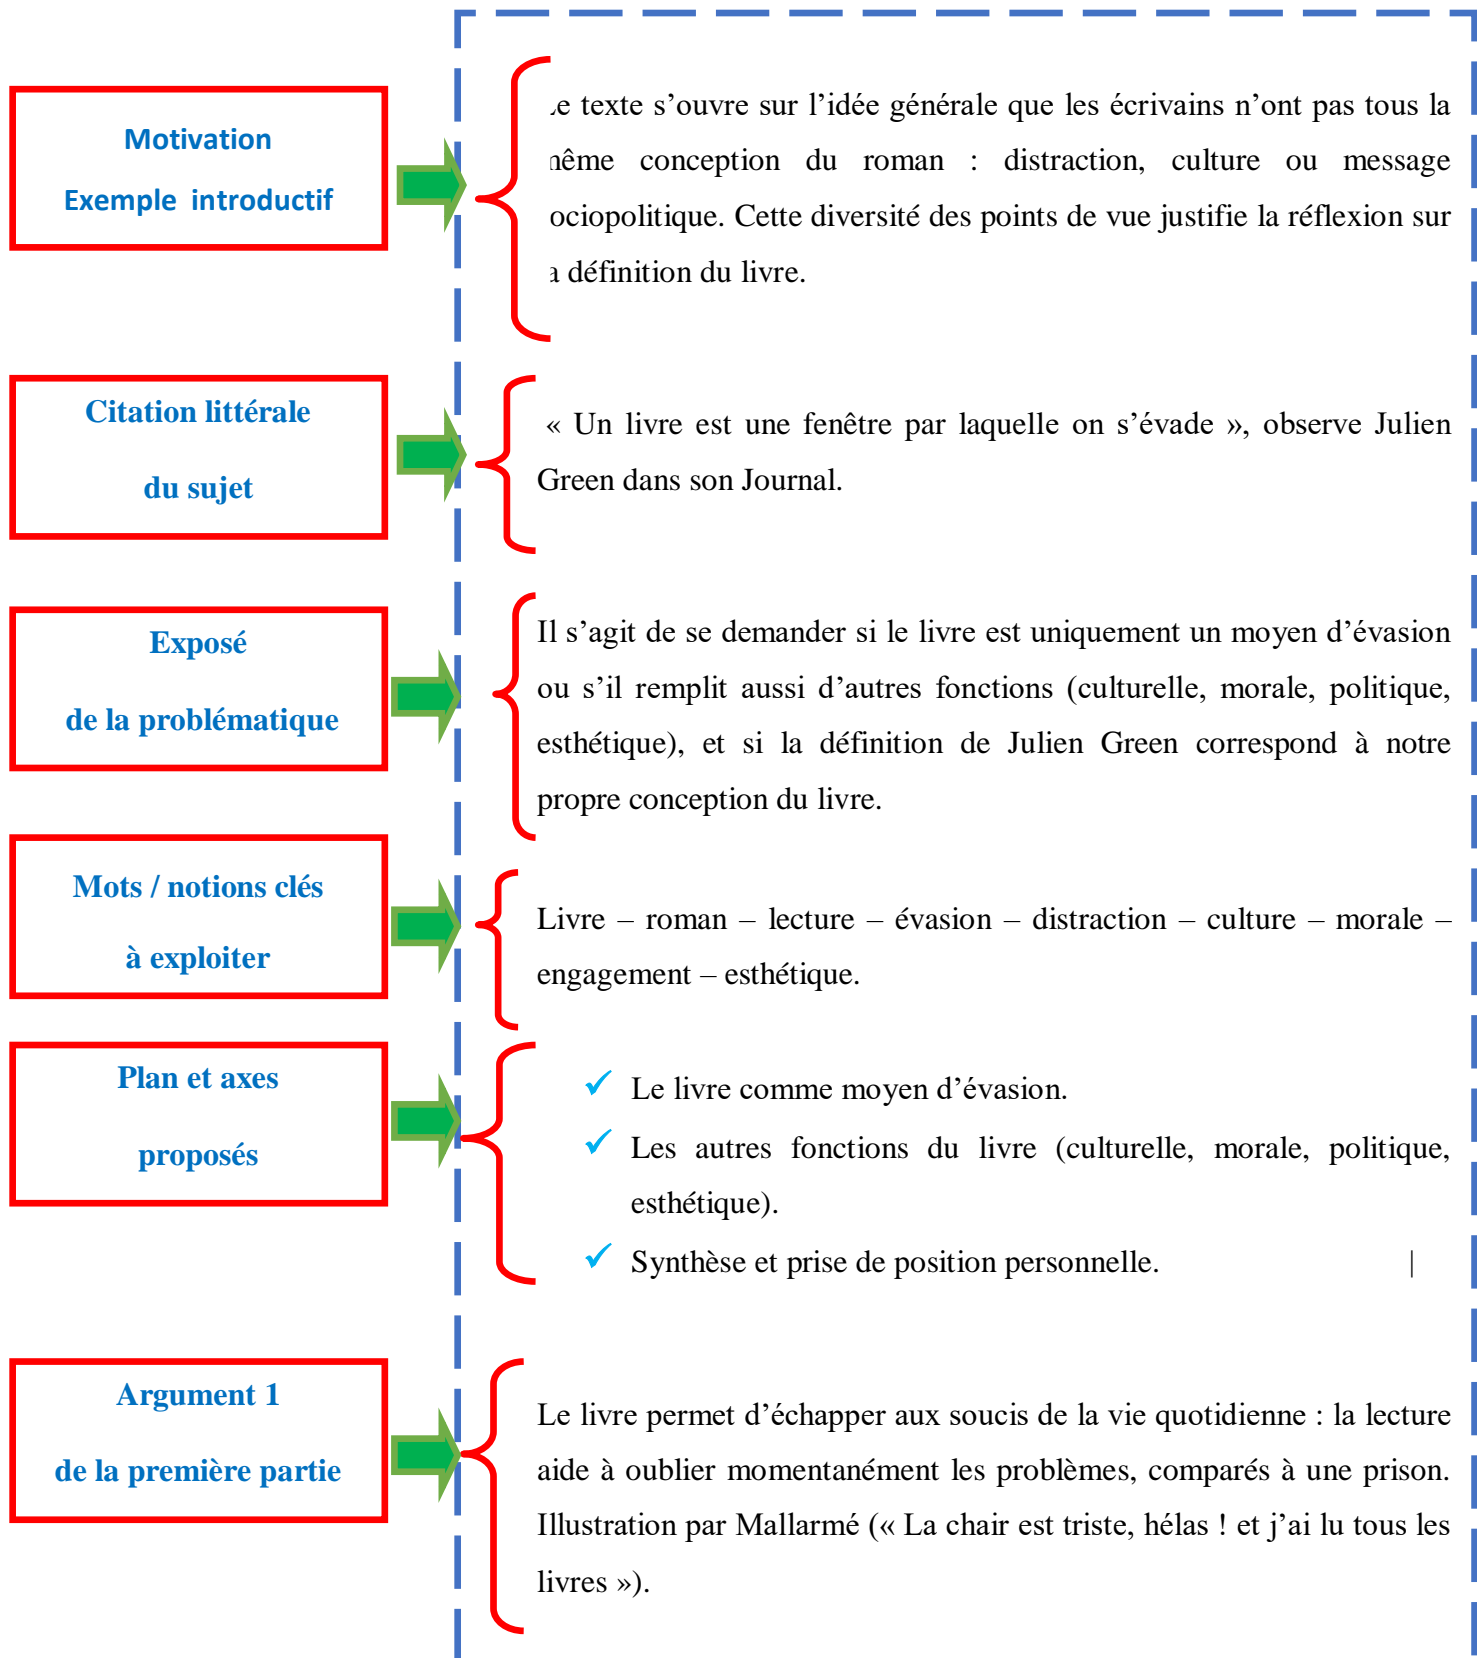 Motivation
Exemple introductif
e texte s’ouvre sur l’idée générale que les écrivains n’ont pas tous la
ême conception du roman : distraction, culture ou message
ociopolitique. Cette diversité des points de vue justifie la réflexion sur
a définition du livre.
Citation littérale
du sujet
« Un livre est une fenêtre par laquelle on s’évade », observe Julien
Green dans son Journal.
Exposé
de la problématique
Il s’agit de se demander si le livre est uniquement un moyen d’évasion
ou s’il remplit aussi d’autres fonctions (culturelle, morale, politique,
esthétique), et si la définition de Julien Green correspond à notre
propre conception du livre.
Mots / notions clés
à exploiter
Livre – roman – lecture – évasion – distraction – culture – morale –
engagement – esthétique.
Plan et axes
proposés
✓ Le livre comme moyen d’évasion.
✓ Les autres fonctions du livre (culturelle, morale, politique,
esthétique).
✓ Synthèse et prise de position personnelle. |
Argument 1
de la première partie
Le livre permet d’échapper aux soucis de la vie quotidienne : la lecture
aide à oublier momentanément les problèmes, comparés à une prison.
Illustration par Mallarmé (« La chair est triste, hélas ! et j’ai lu tous les
livres »).